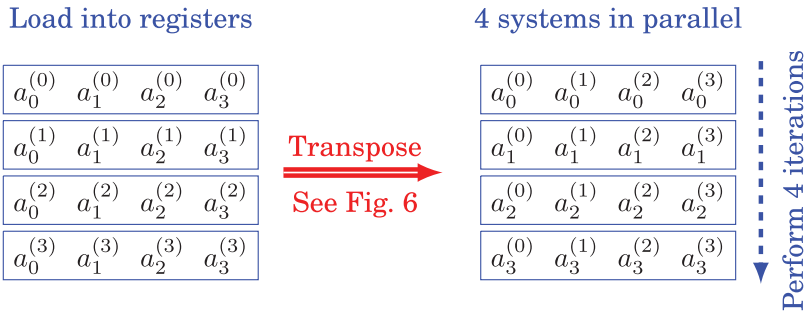 Load into registers
4 systems in parallel
a_0^{(0)} a_1^{(0)} a_2^{(0)} a_3^{(0)}
a_0^{(1)} a_1^{(1)} a_2^{(1)} a_3^{(1)}
a_0^{(2)} a_1^{(2)} a_2^{(2)} a_3^{(2)}
a_0^{(3)} a_1^{(3)} a_2^{(3)} a_3^{(3)}
Transpose
See Fig. 6
a_0^{(0)} a_0^{(1)} a_0^{(2)} a_0^{(3)}
a_1^{(0)} a_1^{(1)} a_1^{(2)} a_1^{(3)}
a_2^{(0)} a_2^{(1)} a_2^{(2)} a_2^{(3)}
a_3^{(0)} a_3^{(1)} a_3^{(2)} a_3^{(3)}
Perform 4 iterations